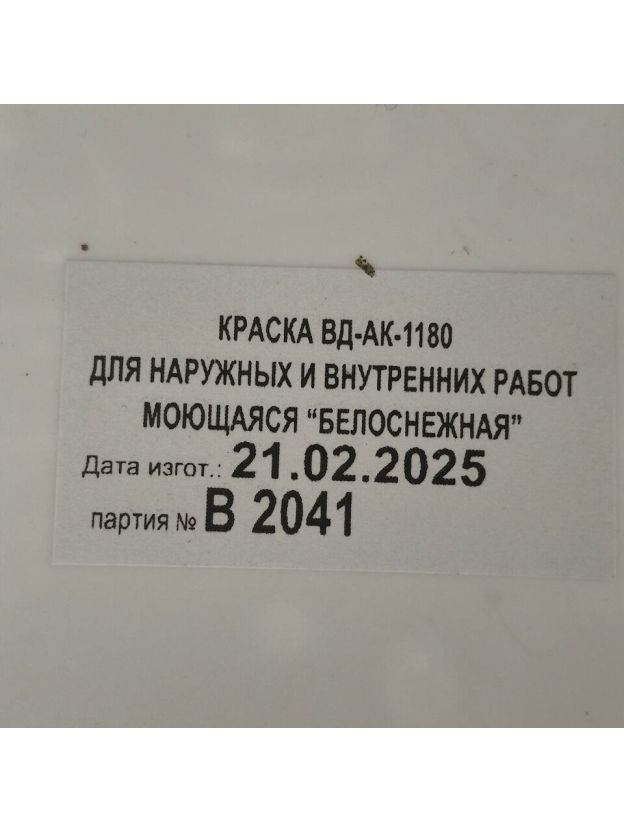 КРАСКА ВД-АК-1180
ДЛЯ НАРУЖНЫХ И ВНУТРЕННИХ РАБОТ
МОЮЩАЯСЯ “БЕЛОСНЕЖНАЯ”
Дата изгот.: 21.02.2025
партия № В 2041